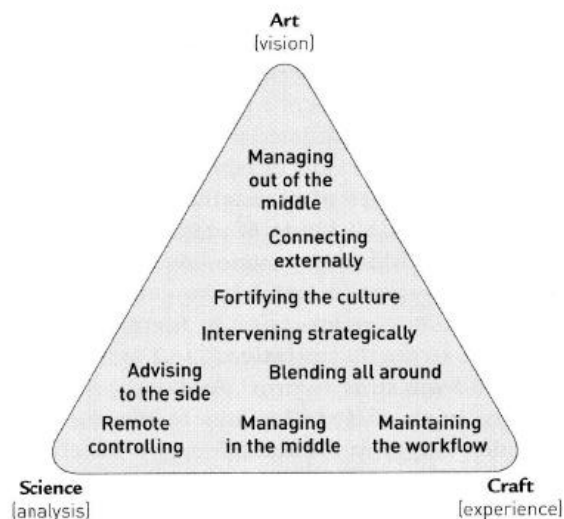 Art
[vision]
Managing
out of the
middle
Connecting
externally
Fortifying the culture
Intervening strategically
Advising
to the side
Blending all around
Remote
controlling
Managing
in the middle
Maintaining
the workflow
Science
[analysis]
Craft
[experience]